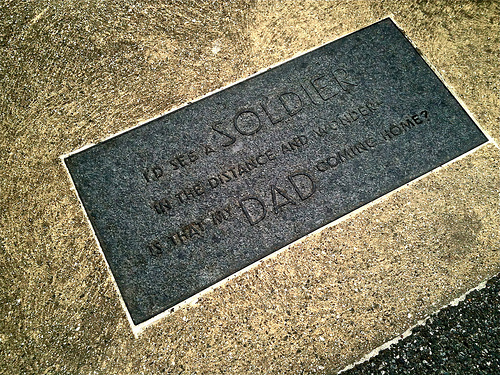 I'D SEE A SOLDIER
IN THE DISTANCE AND WONDER,
IS THAT MY DAD COMING HOME?